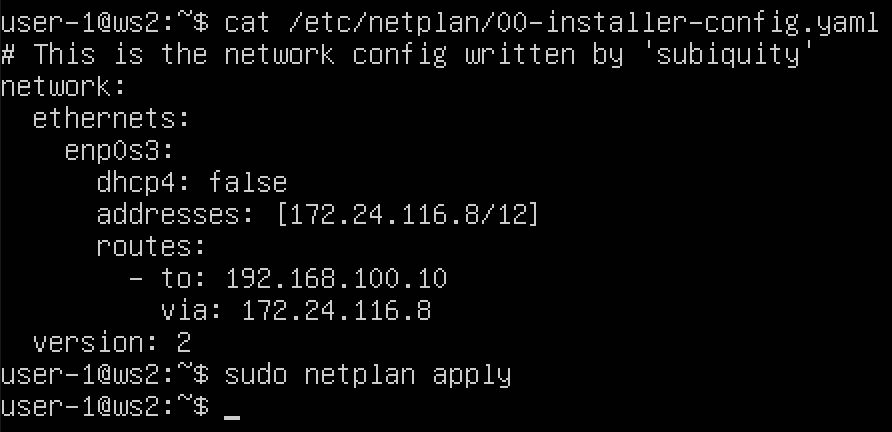 user-1@ws2:~$ cat /etc/netplan/00-installer-config.yaml
# This is the network config written by 'subiquity'
network:
  ethernets:
    enp0s3:
      dhcp4: false
      addresses: [172.24.116.8/12]
      routes:
        - to: 192.168.100.10
          via: 172.24.116.8
  version: 2
user-1@ws2:~$ sudo netplan apply
user-1@ws2:~$ _